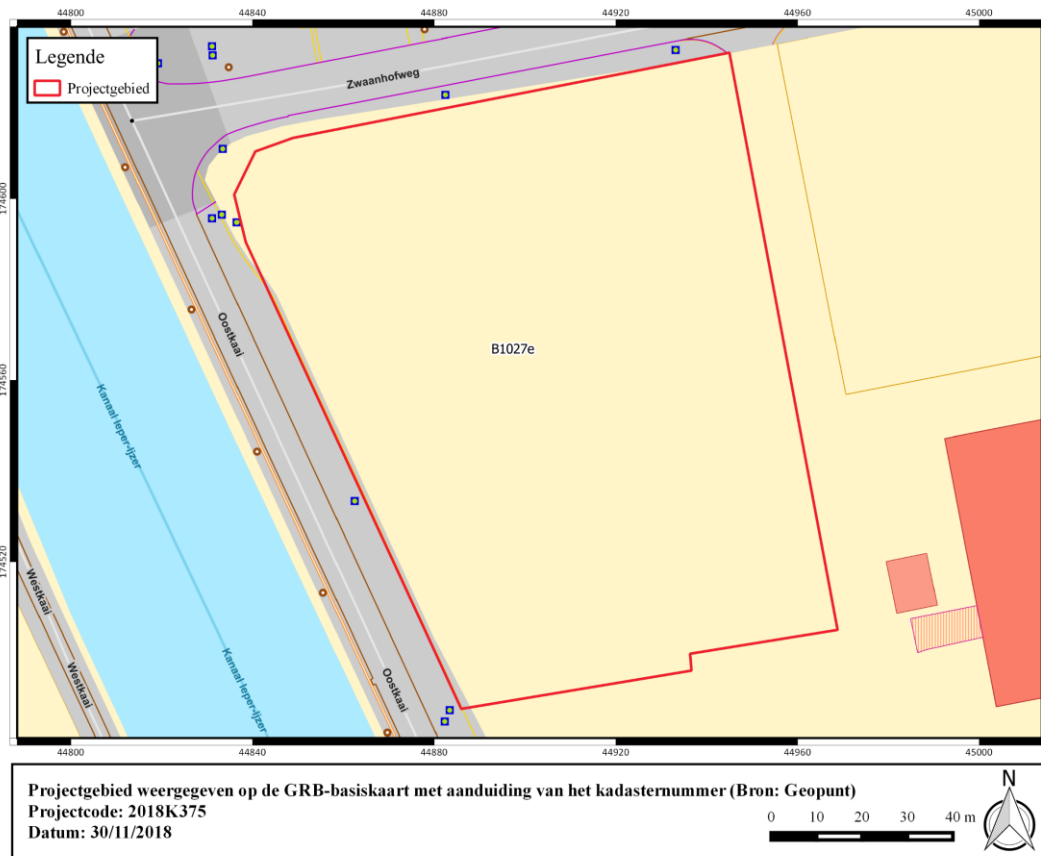 44800 44840 44880 44920 44960 45000
Legende
Projectgebied
Zwaanhofweg
174600
Oostkaai
B1027e
174560
Kanaal Ieper-Ijzer
174520
Westkaai
Westkaai
Kanaal Ieper-Ijzer
Oostkaai
44800 44840 44880 44920 44960 45000
Projectgebied weergegeven op de GRB-basiskaart met aanduiding van het kadasternummer (Bron: Geopunt)
Projectcode: 2018K375
Datum: 30/11/2018
N
0 10 20 30 40 m